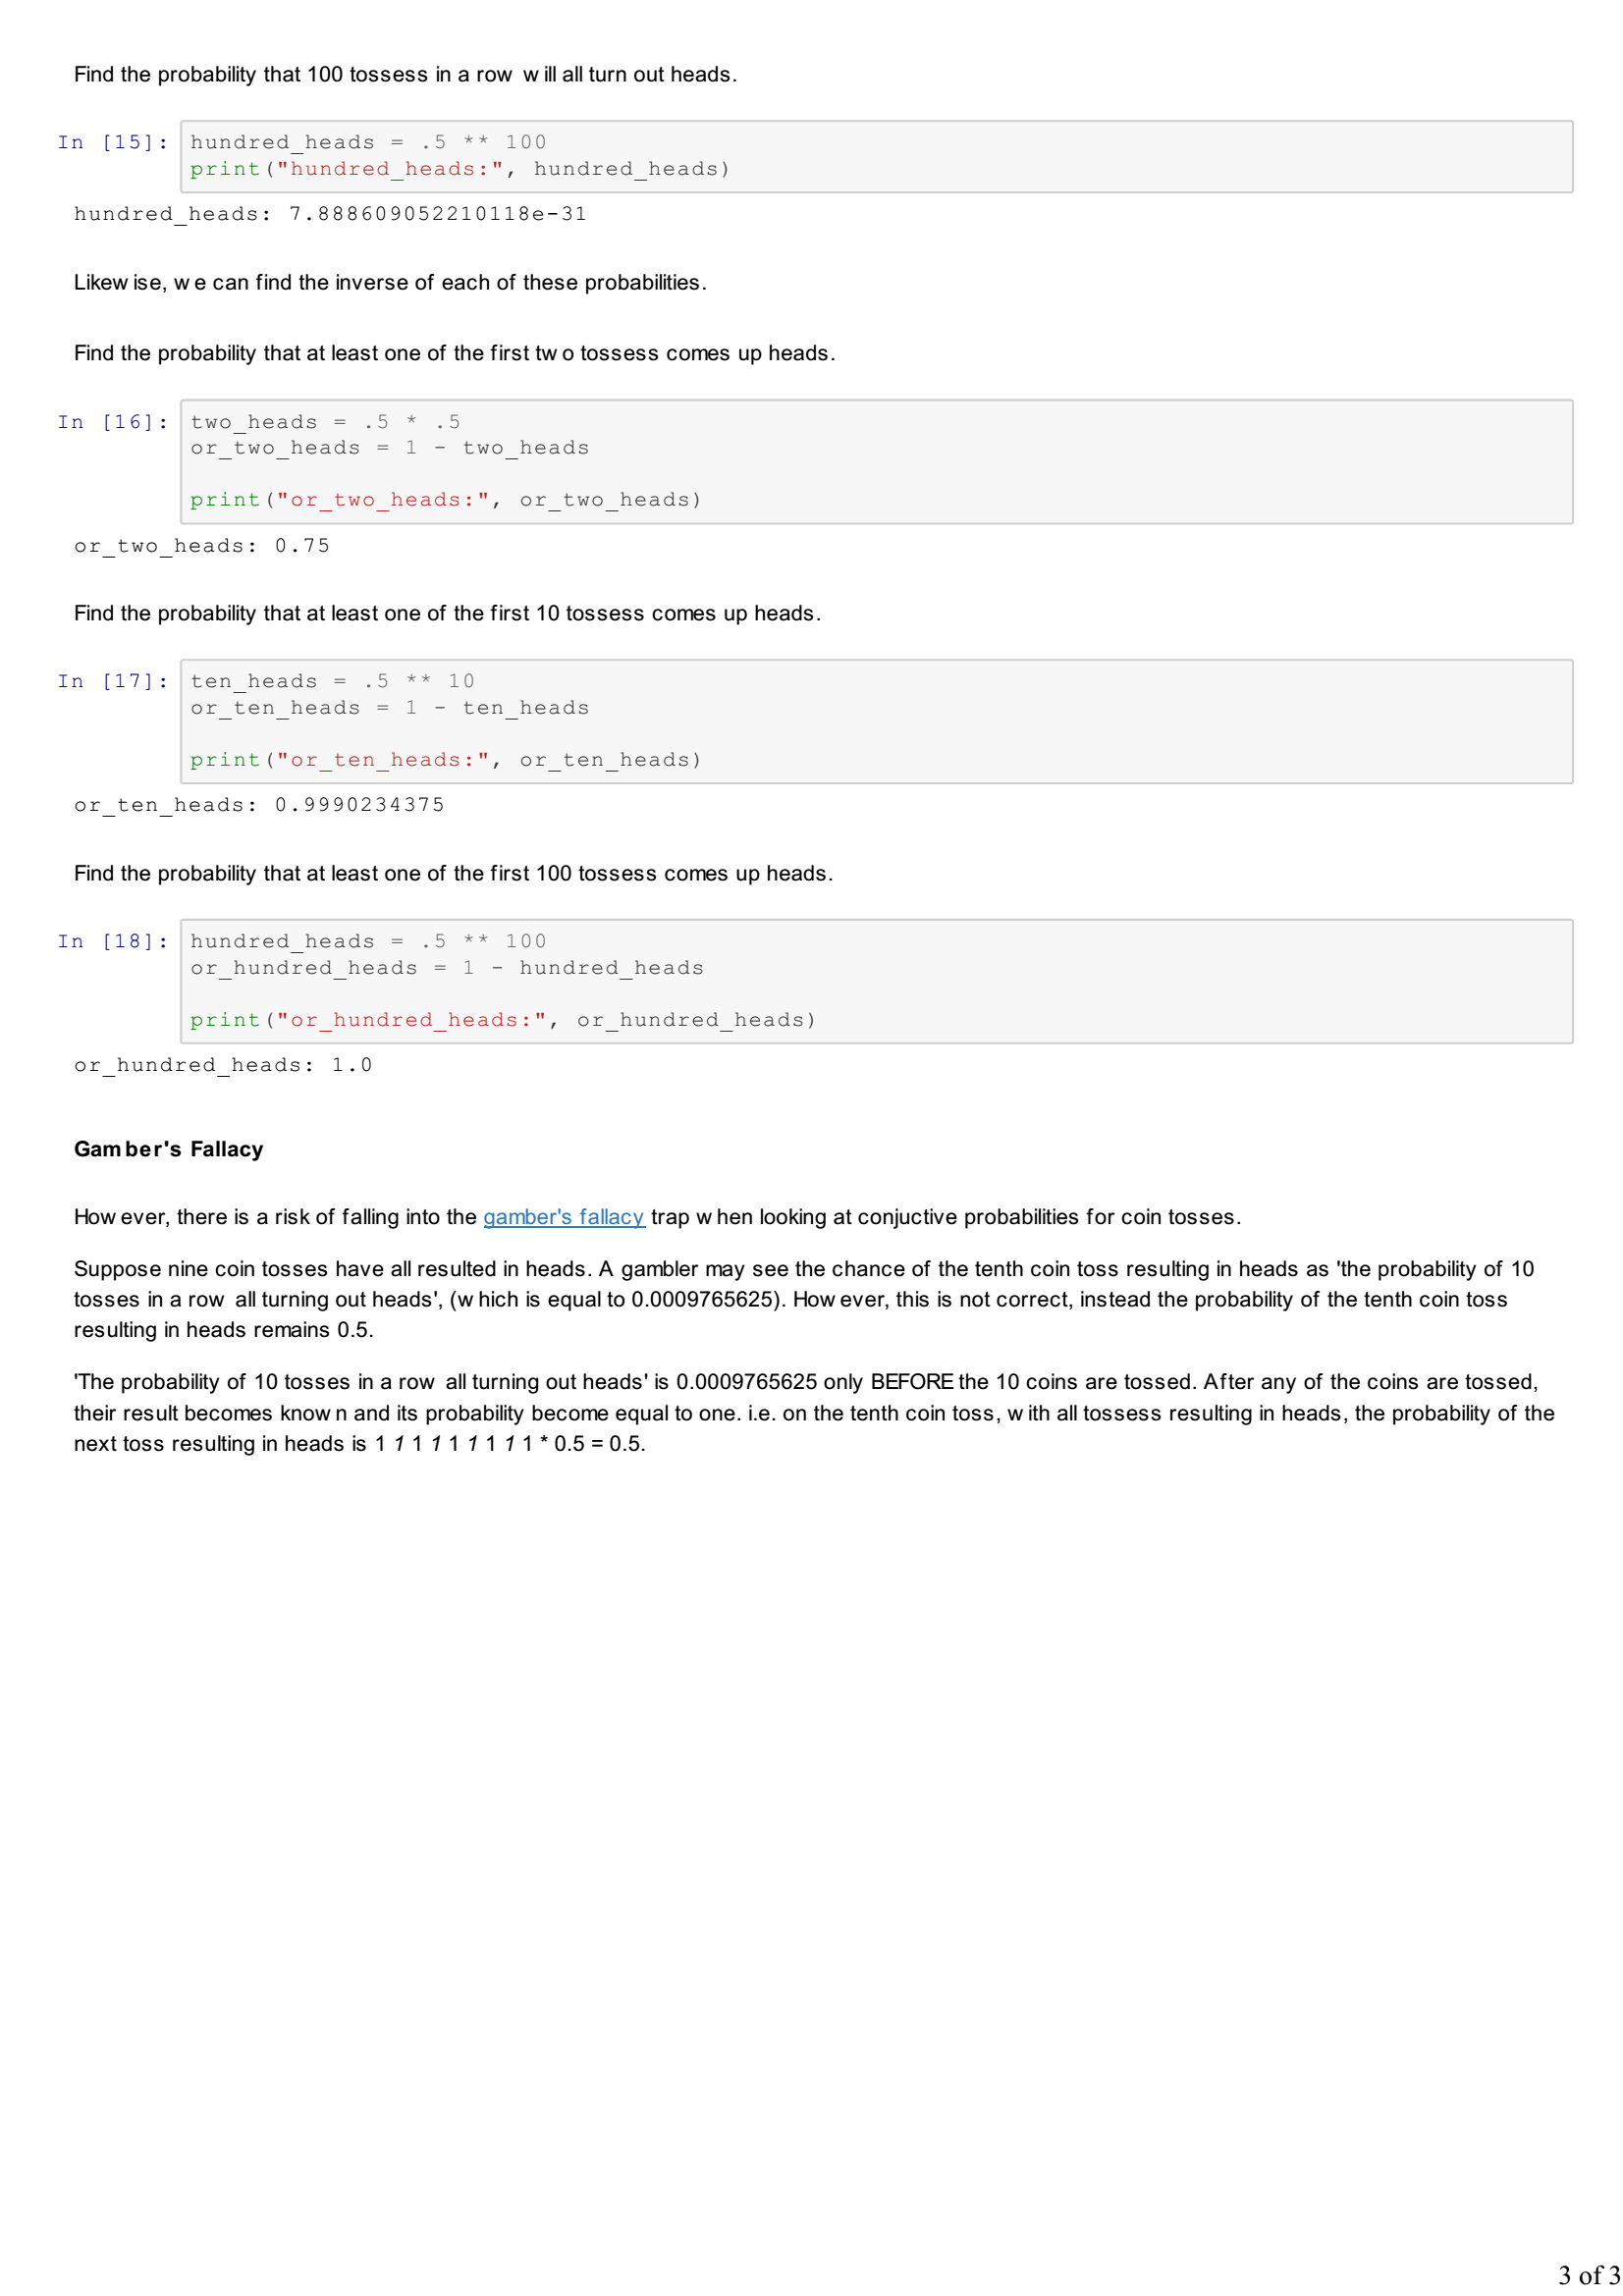 Find the probability that 100 tossess in a row will all turn out heads.
In [15]: hundred_heads = .5 ** 100
print("hundred_heads:", hundred_heads)
hundred_heads: 7.888609052210118e-31
Likewise, we can find the inverse of each of these probabilities.
Find the probability that at least one of the first two tossess comes up heads.
In [16]: two_heads = .5 * .5
or_two_heads = 1 - two_heads
print("or_two_heads:", or_two_heads)
or_two_heads: 0.75
Find the probability that at least one of the first 10 tossess comes up heads.
In [17]: ten_heads = .5 ** 10
or_ten_heads = 1 - ten_heads
print("or_ten_heads:", or_ten_heads)
or_ten_heads: 0.9990234375
Find the probability that at least one of the first 100 tossess comes up heads.
In [18]: hundred_heads = .5 ** 100
or_hundred_heads = 1 - hundred_heads
print("or_hundred_heads:", or_hundred_heads)
or_hundred_heads: 1.0
Gamber's Fallacy
However, there is a risk of falling into the gamber's fallacy trap when looking at conjuctive probabilities for coin tosses.
Suppose nine coin tosses have all resulted in heads. A gambler may see the chance of the tenth coin toss resulting in heads as 'the probability of 10
tosses in a row all turning out heads', (which is equal to 0.0009765625). However, this is not correct, instead the probability of the tenth coin toss
resulting in heads remains 0.5.
'The probability of 10 tosses in a row all turning out heads' is 0.0009765625 only BEFORE the 10 coins are tossed. After any of the coins are tossed,
their result becomes known and its probability become equal to one. i.e. on the tenth coin toss, with all tossess resulting in heads, the probability of the
next toss resulting in heads is 1 1 1 1 1 1 1 1 1 * 0.5 = 0.5.
3 of 3